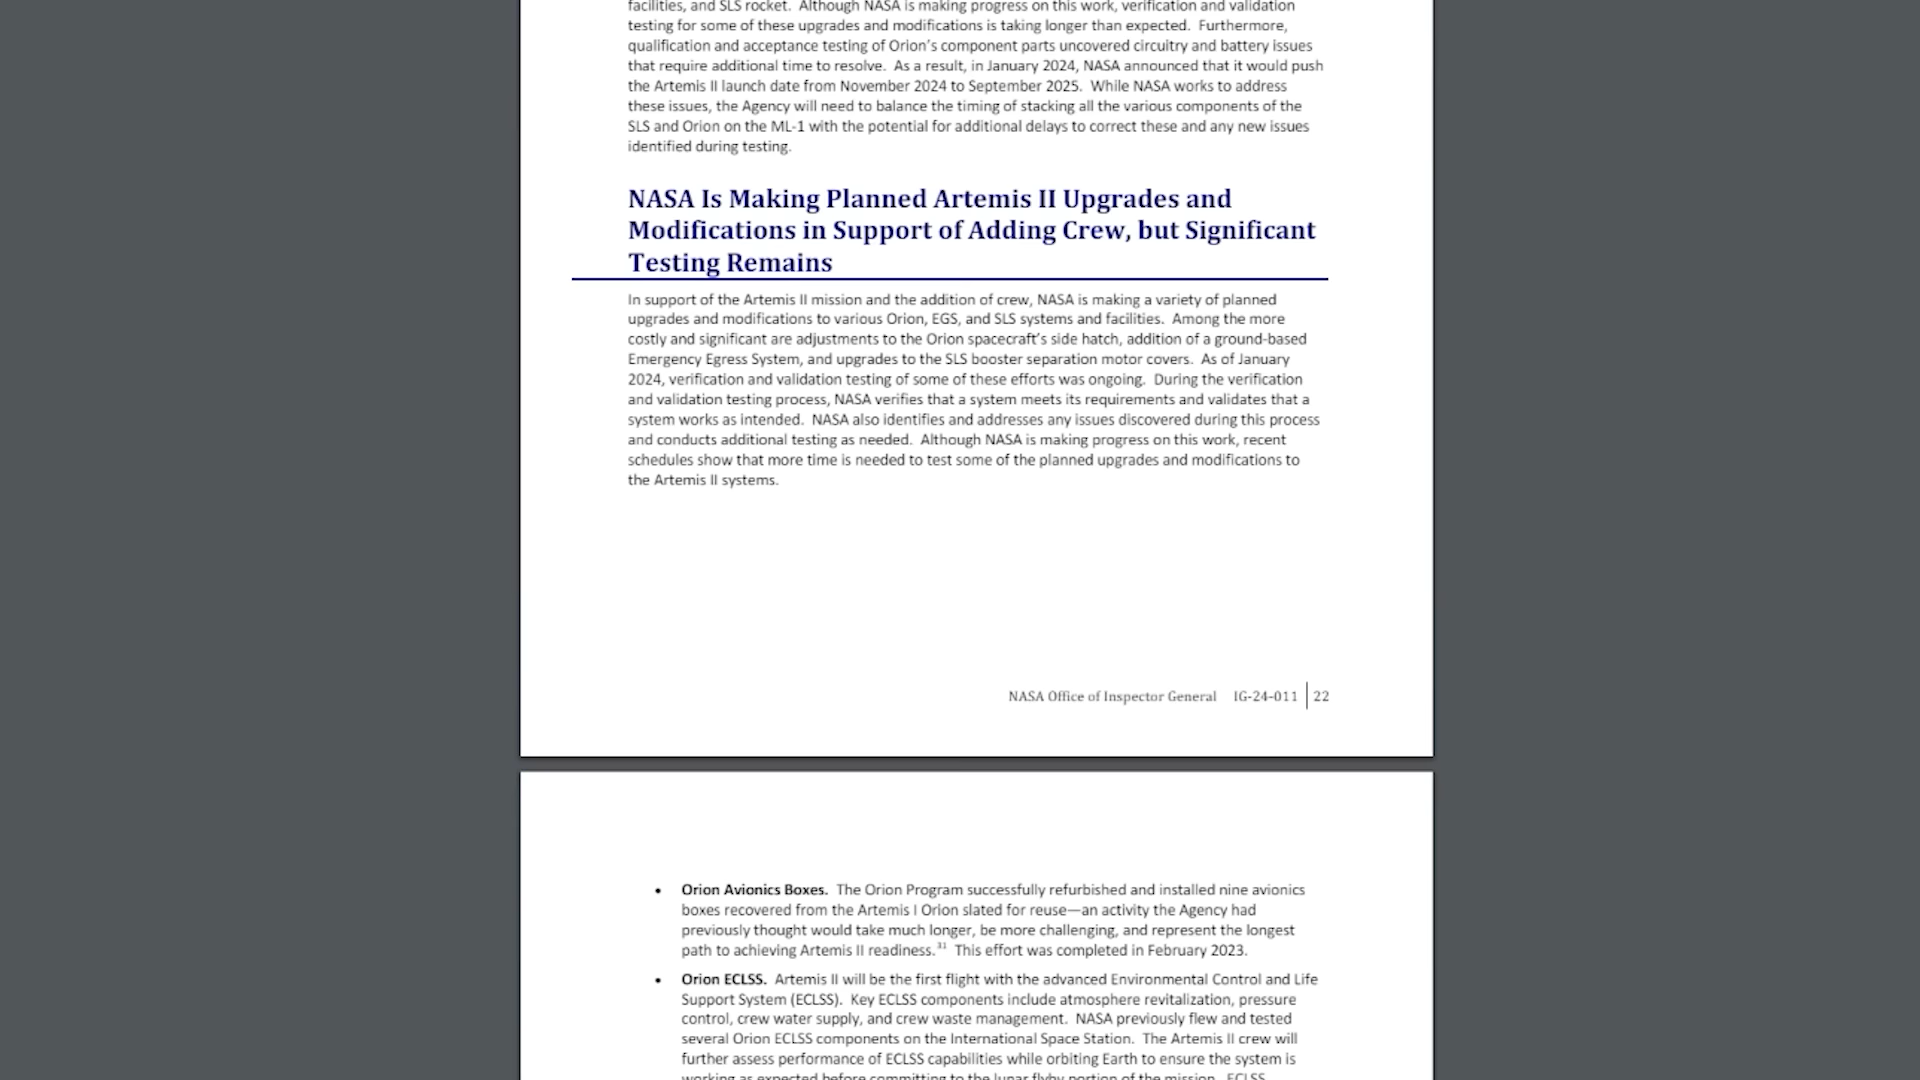 facilities, and SLS rocket.  Although NASA is making progress on this work, verification and validation
testing for some of these upgrades and modifications is taking longer than expected.  Furthermore,
qualification and acceptance testing of Orion's component parts uncovered circuitry and battery issues
that require additional time to resolve.  As a result, in January 2024, NASA announced that it would push
the Artemis II launch date from November 2024 to September 2025.  While NASA works to address
these issues, the Agency will need to balance the timing of stacking all the various components of the
SLS and Orion on the ML-1 with the potential for additional delays to correct these and any new issues
identified during testing.
NASA Is Making Planned Artemis II Upgrades and
Modifications in Support of Adding Crew, but Significant
Testing Remains
In support of the Artemis II mission and the addition of crew, NASA is making a variety of planned
upgrades and modifications to various Orion, EGS, and SLS systems and facilities.  Among the more
costly and significant are adjustments to the Orion spacecraft's side hatch, addition of a ground-based
Emergency Egress System, and upgrades to the SLS booster separation motor covers.  As of January
2024, verification and validation testing of some of these efforts was ongoing.  During the verification
and validation testing process, NASA verifies that a system meets its requirements and validates that a
system works as intended.  NASA also identifies and addresses any issues discovered during this process
and conducts additional testing as needed.  Although NASA is making progress on this work, recent
schedules show that more time is needed to test some of the planned upgrades and modifications to
the Artemis II systems.
NASA Office of Inspector General    IG-24-011 | 22
• Orion Avionics Boxes.  The Orion Program successfully refurbished and installed nine avionics
boxes recovered from the Artemis I Orion slated for reuse—an activity the Agency had
previously thought would take much longer, be more challenging, and represent the longest
path to achieving Artemis II readiness.³¹  This effort was completed in February 2023.
• Orion ECLSS.  Artemis II will be the first flight with the advanced Environmental Control and Life
Support System (ECLSS).  Key ECLSS components include atmosphere revitalization, pressure
control, crew water supply, and crew waste management.  NASA previously flew and tested
several Orion ECLSS components on the International Space Station.  The Artemis II crew will
further assess performance of ECLSS capabilities while orbiting Earth to ensure the system is
working as expected before committing to the lunar flyby portion of the mission.  ECLSS